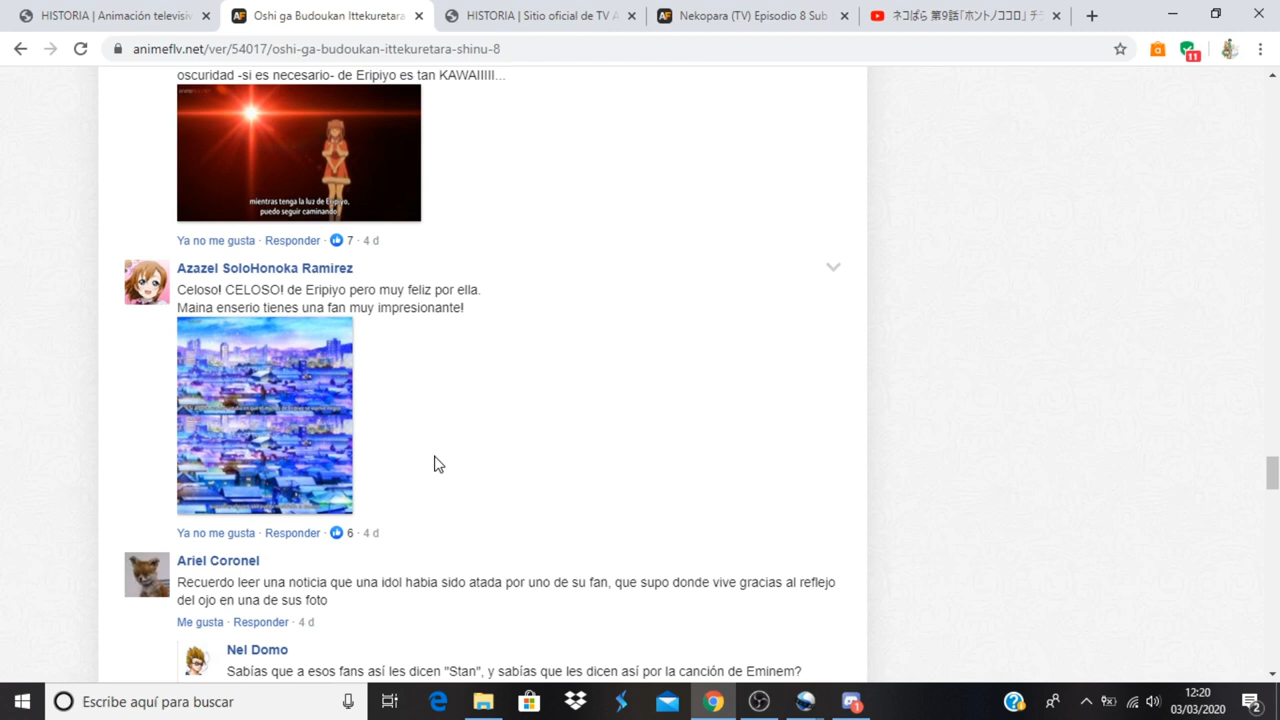 HISTORIA | Animación televisi
Oshi ga Budoukan Ittekuretara
HISTORIA | Sitio oficial de TV A
Nekopara (TV) Episodio 8 Sub
ネコぱら 第9話「ホントノココロ」 予
animeflv.net/ver/54017/oshi-ga-budoukan-ittekuretara-shinu-8
11
oscuridad -si es necesario- de Eripiyo es tan KAWAIIIII...
mientras tenga la luz de Eripiyo,
puedo seguir caminando
Ya no me gusta · Responder · 7 · 4 d
Azazel SoloHonoka Ramirez
Celoso! CELOSO! de Eripiyo pero muy feliz por ella.
Maina enserio tienes una fan muy impresionante!
Ya no me gusta · Responder · 6 · 4 d
Ariel Coronel
Recuerdo leer una noticia que una idol habia sido atada por uno de su fan, que supo donde vive gracias al reflejo
del ojo en una de sus foto
Me gusta · Responder · 4 d
Nel Domo
Sabías que a esos fans así les dicen "Stan", y sabías que les dicen así por la canción de Eminem?
Escribe aquí para buscar
12:20
03/03/2020
1
2